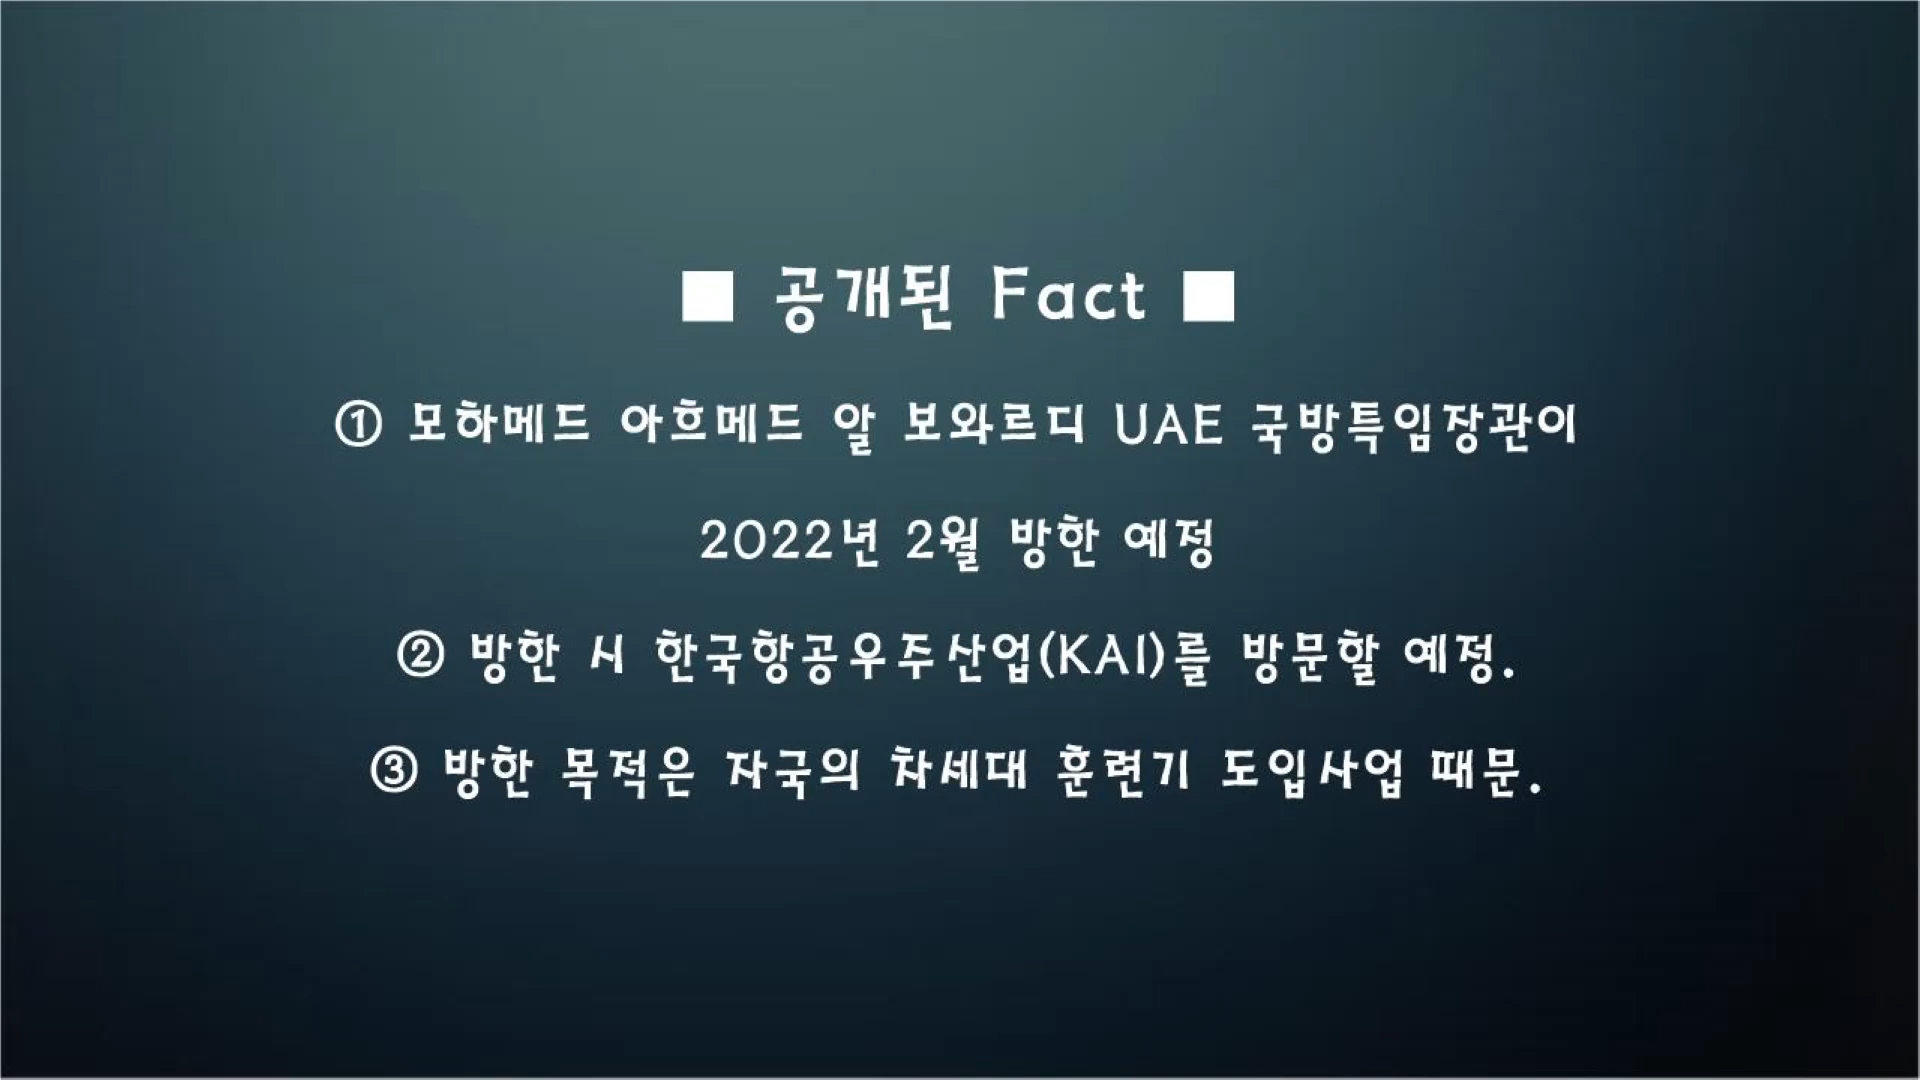 ■ 공개된 Fact ■
① 모하메드 아흐메드 알 보와르디 UAE 국방특임장관이
2022년 2월 방한 예정
② 방한 시 한국항공우주산업(KAI)를 방문할 예정.
③ 방한 목적은 자국의 차세대 훈련기 도입사업 때문.